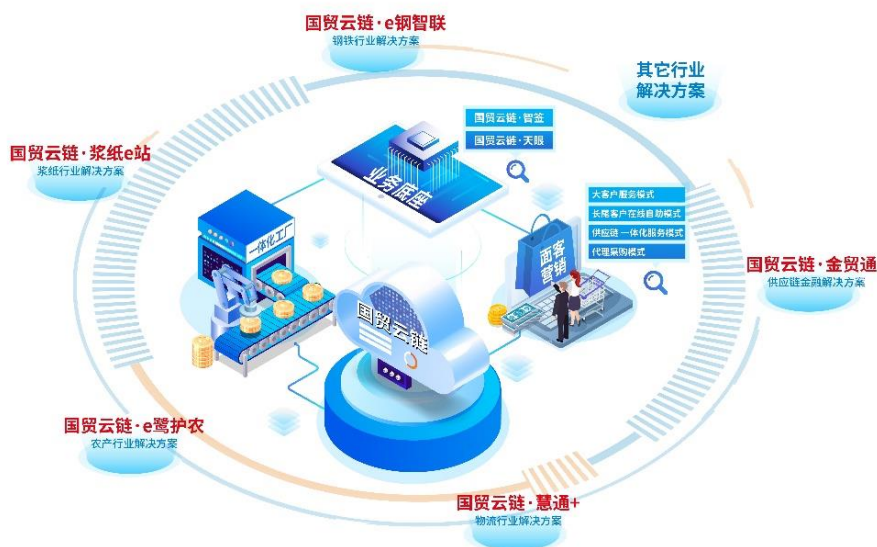 国贸云链·e钢智联
钢铁行业解决方案
其它行业
解决方案
国贸云链·智签
国贸云链·天眼
业务底座
国贸云链·浆纸e站
浆纸行业解决方案
一体化工厂
大客户服务模式
长尾客户在线自助模式
供应链一体化服务模式
代理采购模式
面客
营销
国贸云链·金贸通
供应链金融解决方案
国贸云链
国贸云链·e鹭护农
农产行业解决方案
国贸云链·慧通+
物流行业解决方案